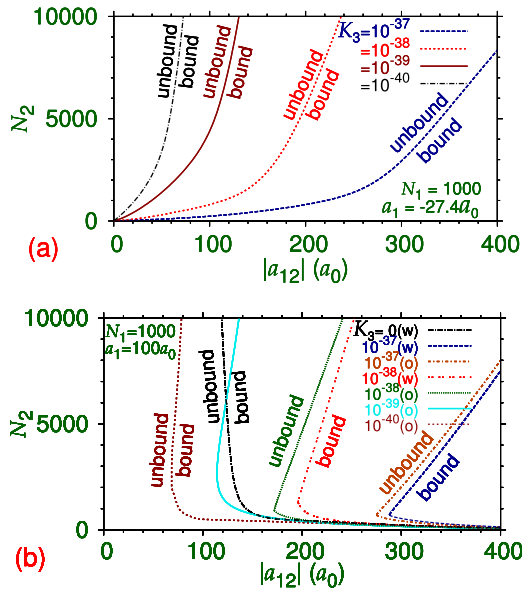 (a)
10000
5000
0
N₂
unbound
bound
unbound
bound
unbound
bound
unbound
bound
K₃=10⁻³⁷
=10⁻³⁸
=10⁻³⁹
=10⁻⁴⁰
N₁ = 1000
a₁ = -27.4a₀
0 100 200 300 400
|a₁₂| (a₀)
(b)
10000
5000
0
N₂
N₁=1000
a₁=100a₀
unbound
bound
unbound
bound
unbound
bound
unbound
bound
K₃= 0(w)
10⁻³⁷(w)
10⁻³⁷(o)
10⁻³⁸(w)
10⁻³⁸(o)
10⁻³⁹(o)
10⁻⁴⁰(o)
0 100 200 300 400
|a₁₂| (a₀)